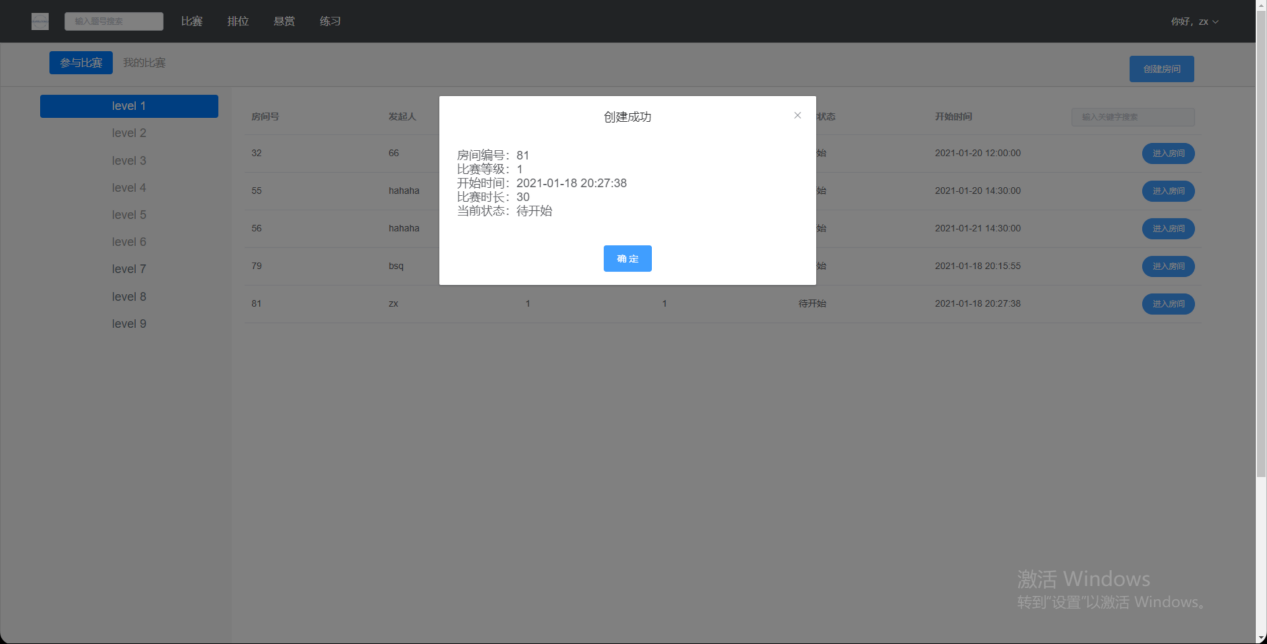 比赛 排位 悬赏 练习 你好，zx
参与比赛 我的比赛
创建房间
level 1
level 2
level 3
level 4
level 5
level 6
level 7
level 8
level 9
房间号 发起人 状态 开始时间 输入关键字搜索
32 66 始 2021-01-20 12:00:00 进入房间
55 hahaha 始 2021-01-20 14:30:00 进入房间
56 hahaha 始 2021-01-21 14:30:00 进入房间
79 bsq 始 2021-01-18 20:15:55 进入房间
81 zx 1 1 待开始 2021-01-18 20:27:38 进入房间
创建成功
房间编号：81
比赛等级：1
开始时间：2021-01-18 20:27:38
比赛时长：30
当前状态：待开始
确 定
激活 Windows
转到"设置"以激活 Windows。